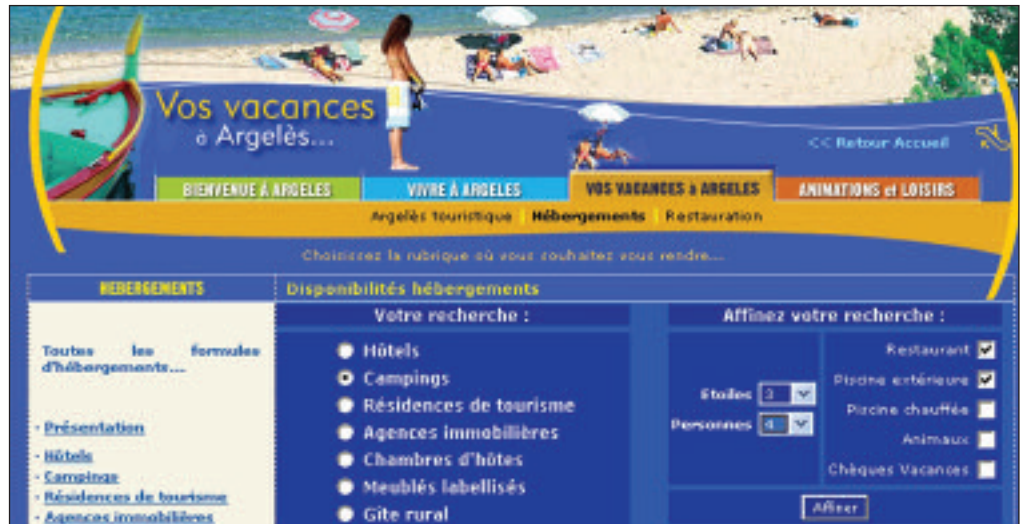 Vos vacances
à Argelès...
<< Retour Accueil
BIENVENUE À ARGELES
VIVRE À ARGELES
VOS VACANCES à ARGELES
ANIMATIONS et LOISIRS
Argelès touristique | Hébergements | Restauration
Choisissez la rubrique où vous souhaitez vous rendre...
HEBERGEMENTS
Toutes les formules
d'hébergements...
- Présentation
- Hôtels
- Campings
- Résidences de tourisme
- Agences immobilières
Disponibilités hébergements
Votre recherche :
Hôtels
Campings
Résidences de tourisme
Agences immobilières
Chambres d'hôtes
Meublés labellisés
Gîte rural
Affinez votre recherche :
Etoiles 3
Personnes 4
Restaurant
Piscine extérieure
Piscine chauffée
Animaux
Chèques Vacances
Affiner